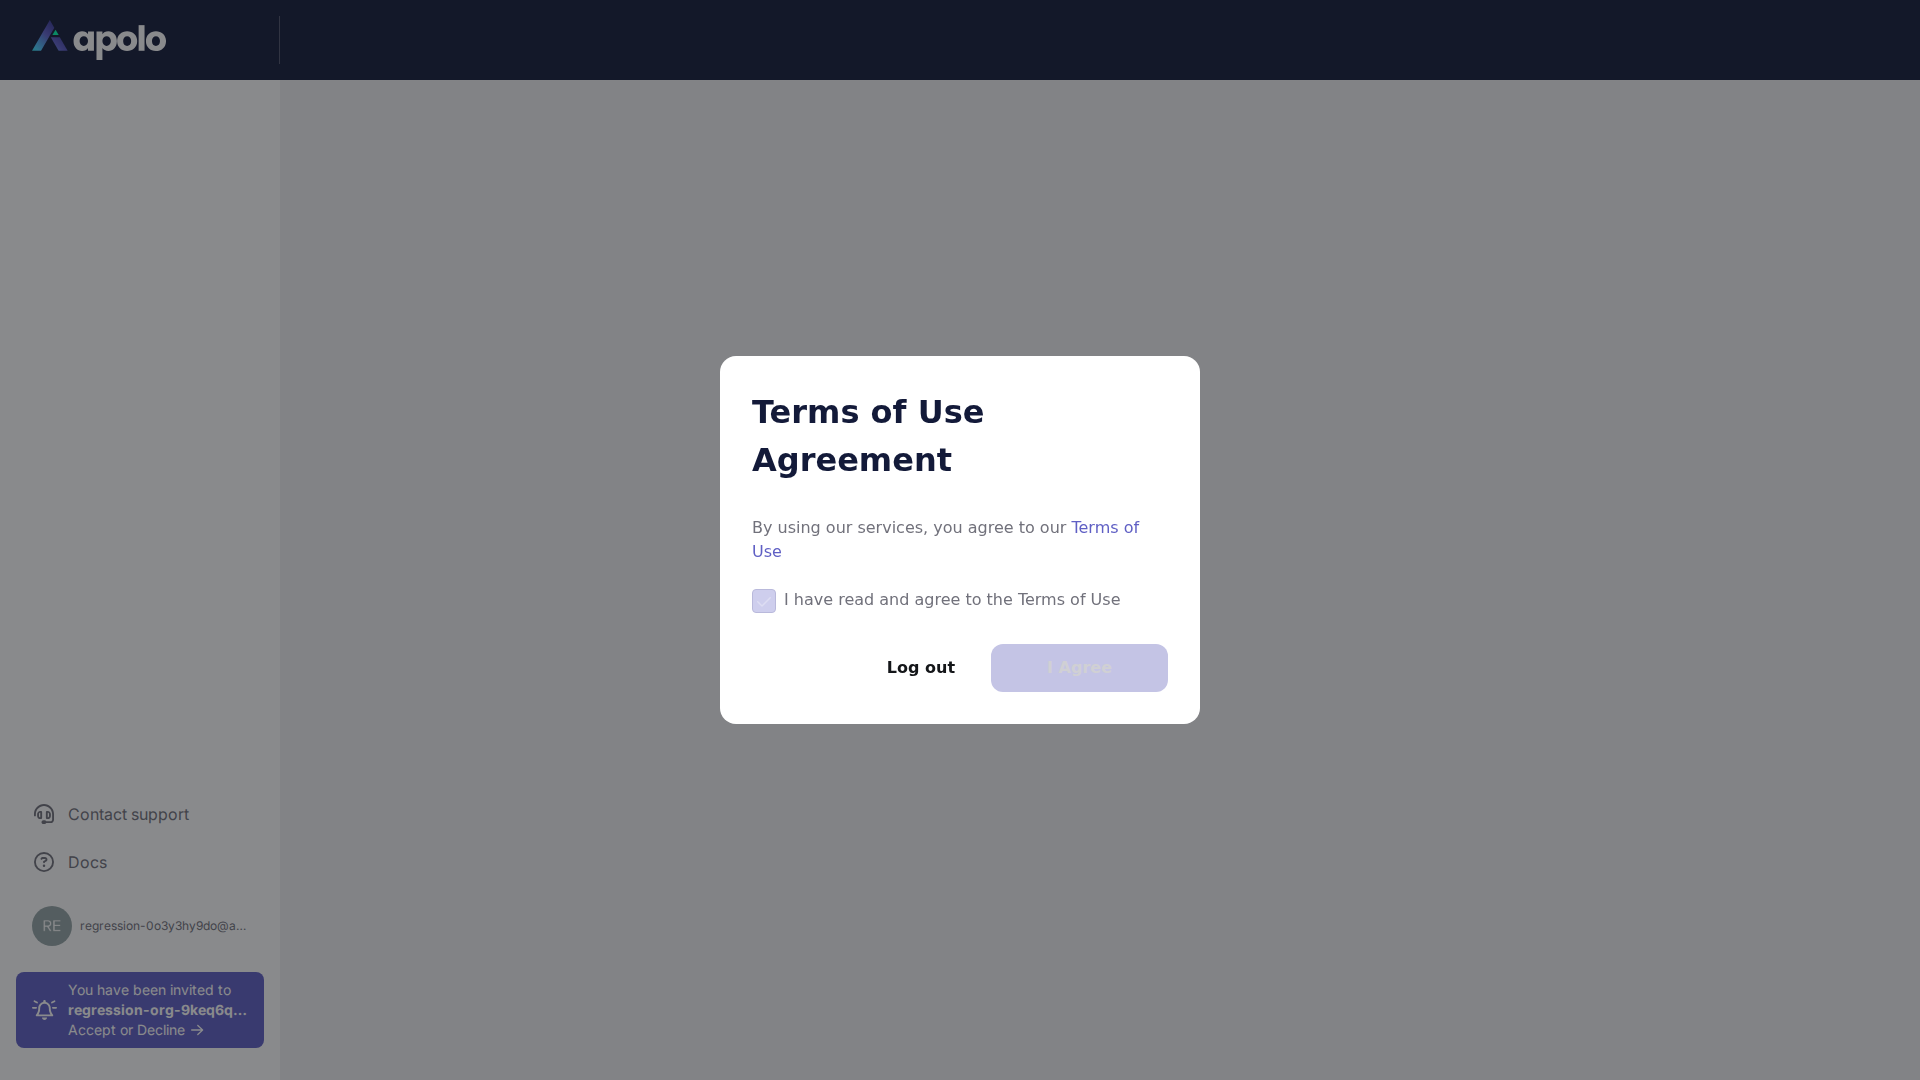 apolo
Terms of Use
Agreement
By using our services, you agree to our Terms of
Use
I have read and agree to the Terms of Use
Log out
I Agree
Contact support
Docs
RE
regression-0o3y3hy9do@a...
You have been invited to
regression-org-9keq6q...
Accept or Decline →